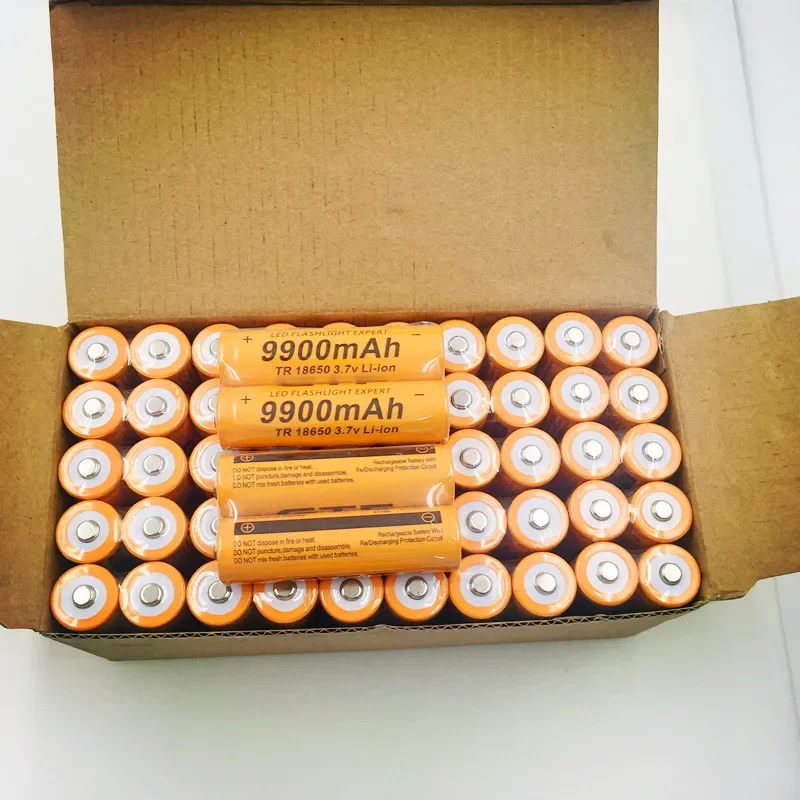 LED FLASHLIGHT EXPERT
+ 9900mAh −
TR 18650 3.7v Li-ion
LED FLASHLIGHT EXPERT
+ 9900mAh −
TR 18650 3.7v Li-ion
DO NOT dispose in fire or heat.
DO NOT puncture,damage and disassemble.
DO NOT mix fresh batteries with used batteries.
Rechargeable Battery With
Re/Discharging Protection Circuit
DO NOT dispose in fire or heat.
DO NOT puncture,damage and disassemble.
DO NOT mix fresh batteries with used batteries.
Rechargeable Battery With
Re/Discharging Protection Circuit